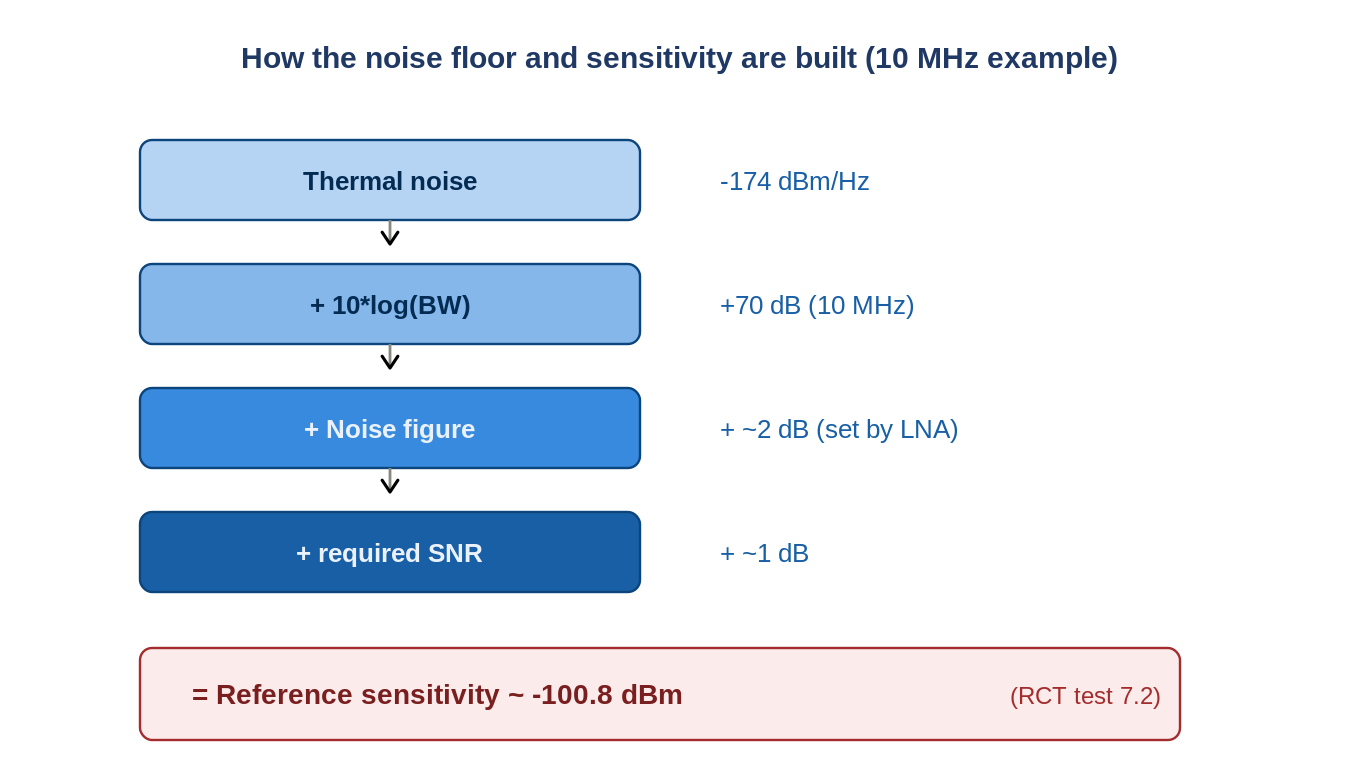 How the noise floor and sensitivity are built (10 MHz example)
Thermal noise -174 dBm/Hz
+ 10*log(BW) +70 dB (10 MHz)
+ Noise figure + ~2 dB (set by LNA)
+ required SNR + ~1 dB
= Reference sensitivity ~ -100.8 dBm (RCT test 7.2)